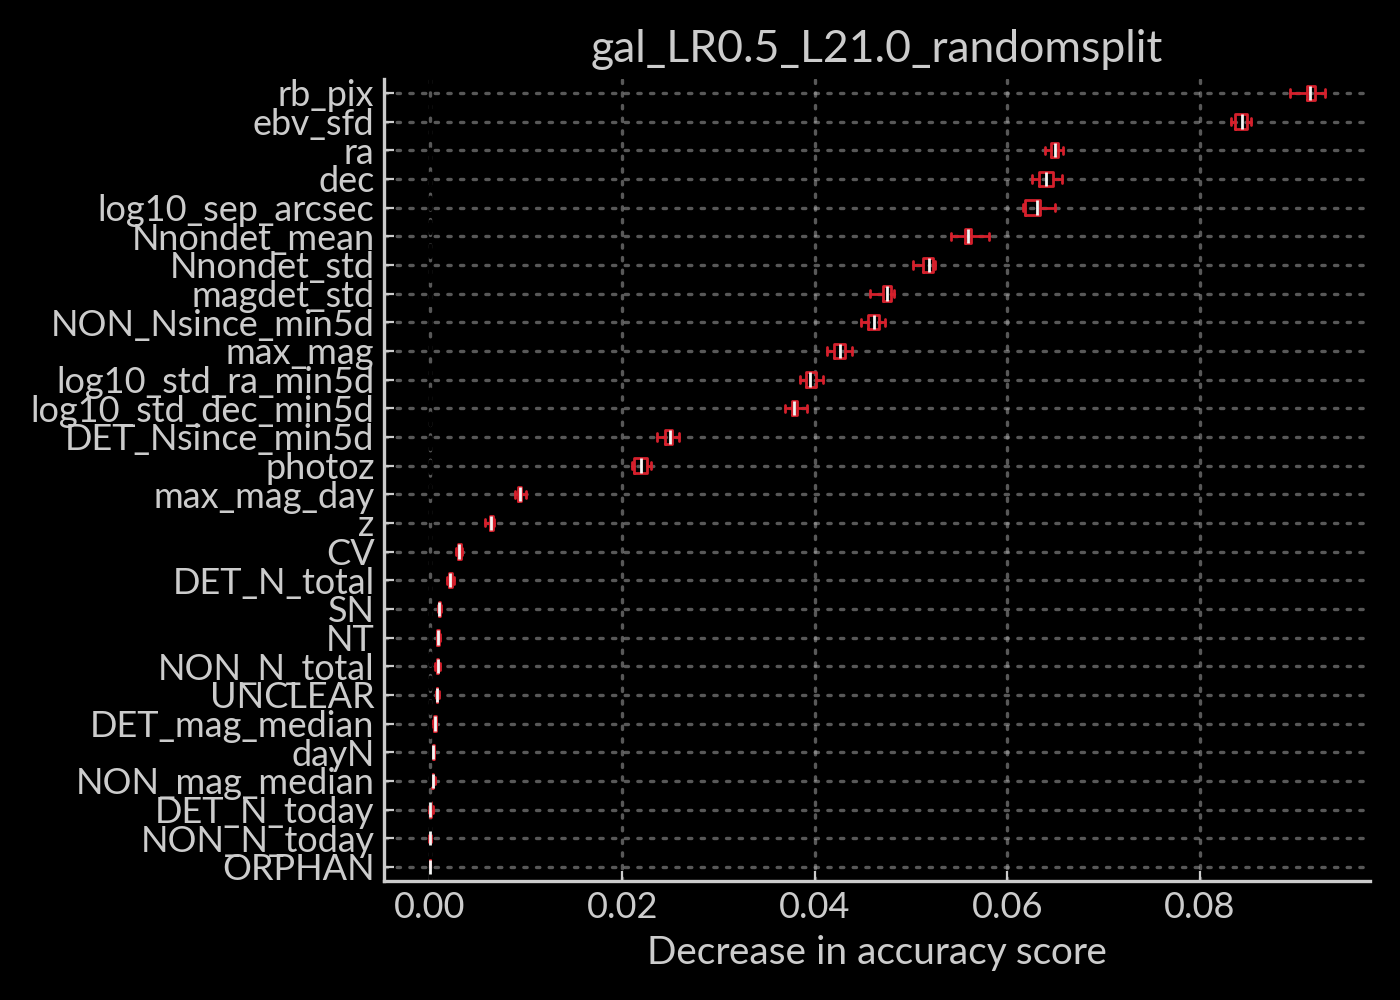 gal_LR0.5_L21.0_randomsplit
rb_pix
ebv_sfd
ra
dec
log10_sep_arcsec
Nnondet_mean
Nnondet_std
magdet_std
NON_Nsince_min5d
max_mag
log10_std_ra_min5d
log10_std_dec_min5d
DET_Nsince_min5d
photoz
max_mag_day
z
CV
DET_N_total
SN
NT
NON_N_total
UNCLEAR
DET_mag_median
dayN
NON_mag_median
DET_N_today
NON_N_today
ORPHAN
0.00 0.02 0.04 0.06 0.08
Decrease in accuracy score